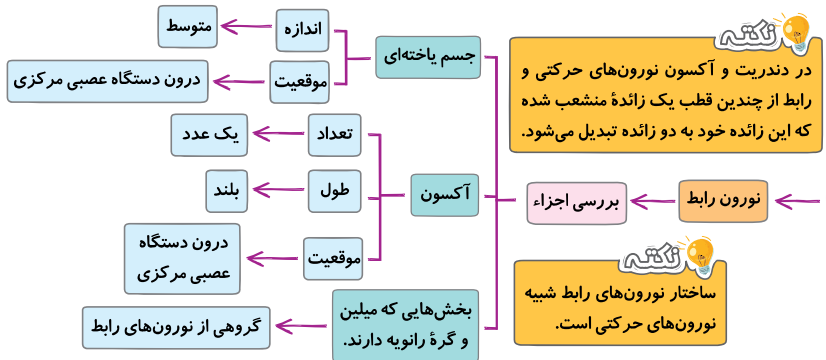 نکته
در دندریت و آکسون نورون‌های حرکتی و
رابط از چندین قطب یک زائدهٔ منشعب شده
که این زائده خود به دو زائده تبدیل می‌شود.
نورون رابط
بررسی اجزاء
نکته
ساختار نورون‌های رابط شبیه
نورون‌های حرکتی است.
جسم یاخته‌ای
اندازه
متوسط
موقعیت
درون دستگاه عصبی مرکزی
آکسون
تعداد
یک عدد
طول
بلند
موقعیت
درون دستگاه
عصبی مرکزی
بخش‌هایی که میلین
و گرهٔ رانویه دارند.
گروهی از نورون‌های رابط